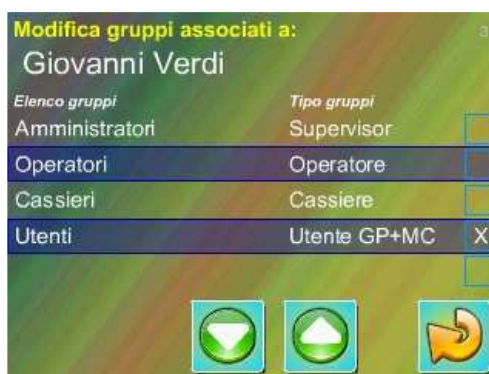 Modifica gruppi associati a:
Giovanni Verdi
Elenco gruppi Tipo gruppi
Amministratori Supervisor
Operatori Operatore
Cassieri Cassiere
Utenti Utente GP+MC X